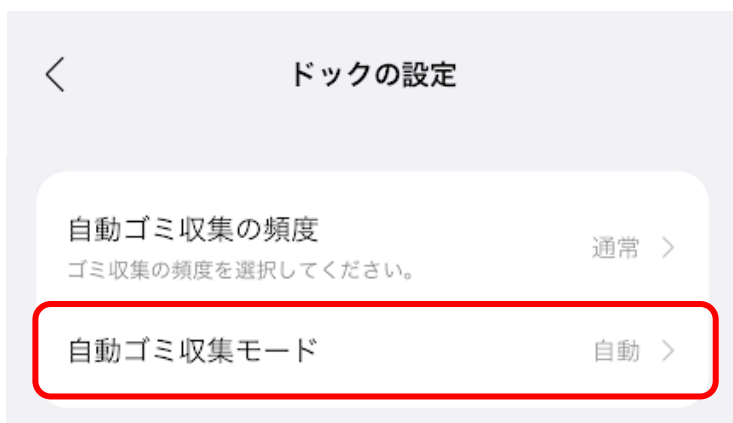 ドックの設定
自動ゴミ収集の頻度
通常
ゴミ収集の頻度を選択してください。
自動ゴミ収集モード
自動